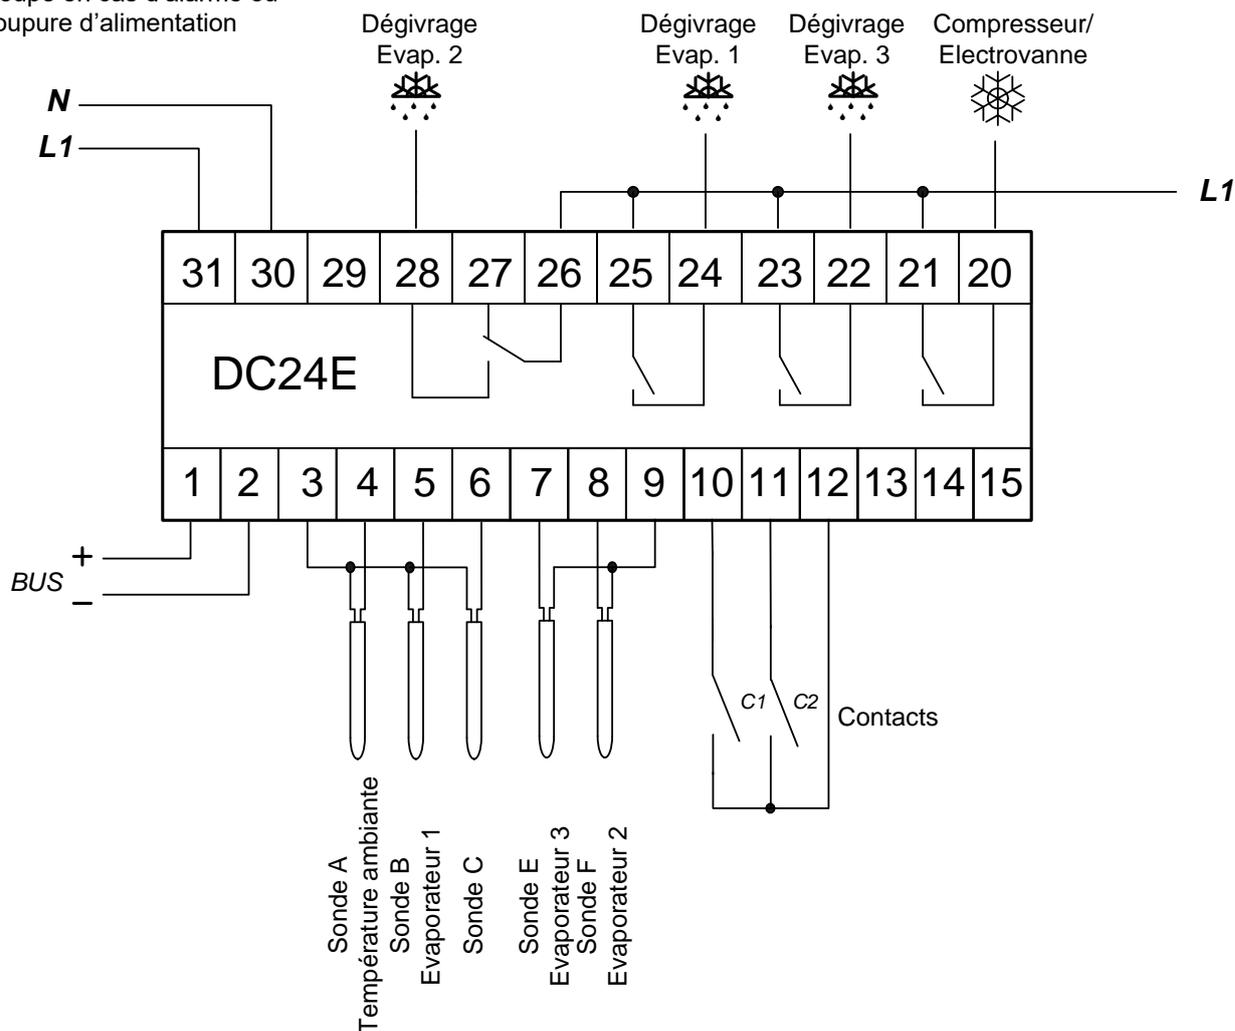 d'alimentation
Dégivrage
Evap. 2
Dégivrage
Evap. 1
Dégivrage
Evap. 3
Compresseur/
Electrovanne
N
L1
L1
31 30 29 28 27 26 25 24 23 22 21 20
DC24E
1 2 3 4 5 6 7 8 9 10 11 12 13 14 15
+
BUS
–
C1 C2
Contacts
Sonde A
Température ambiante
Sonde B
Evaporateur 1
Sonde C
Sonde E
Evaporateur 3
Sonde F
Evaporateur 2